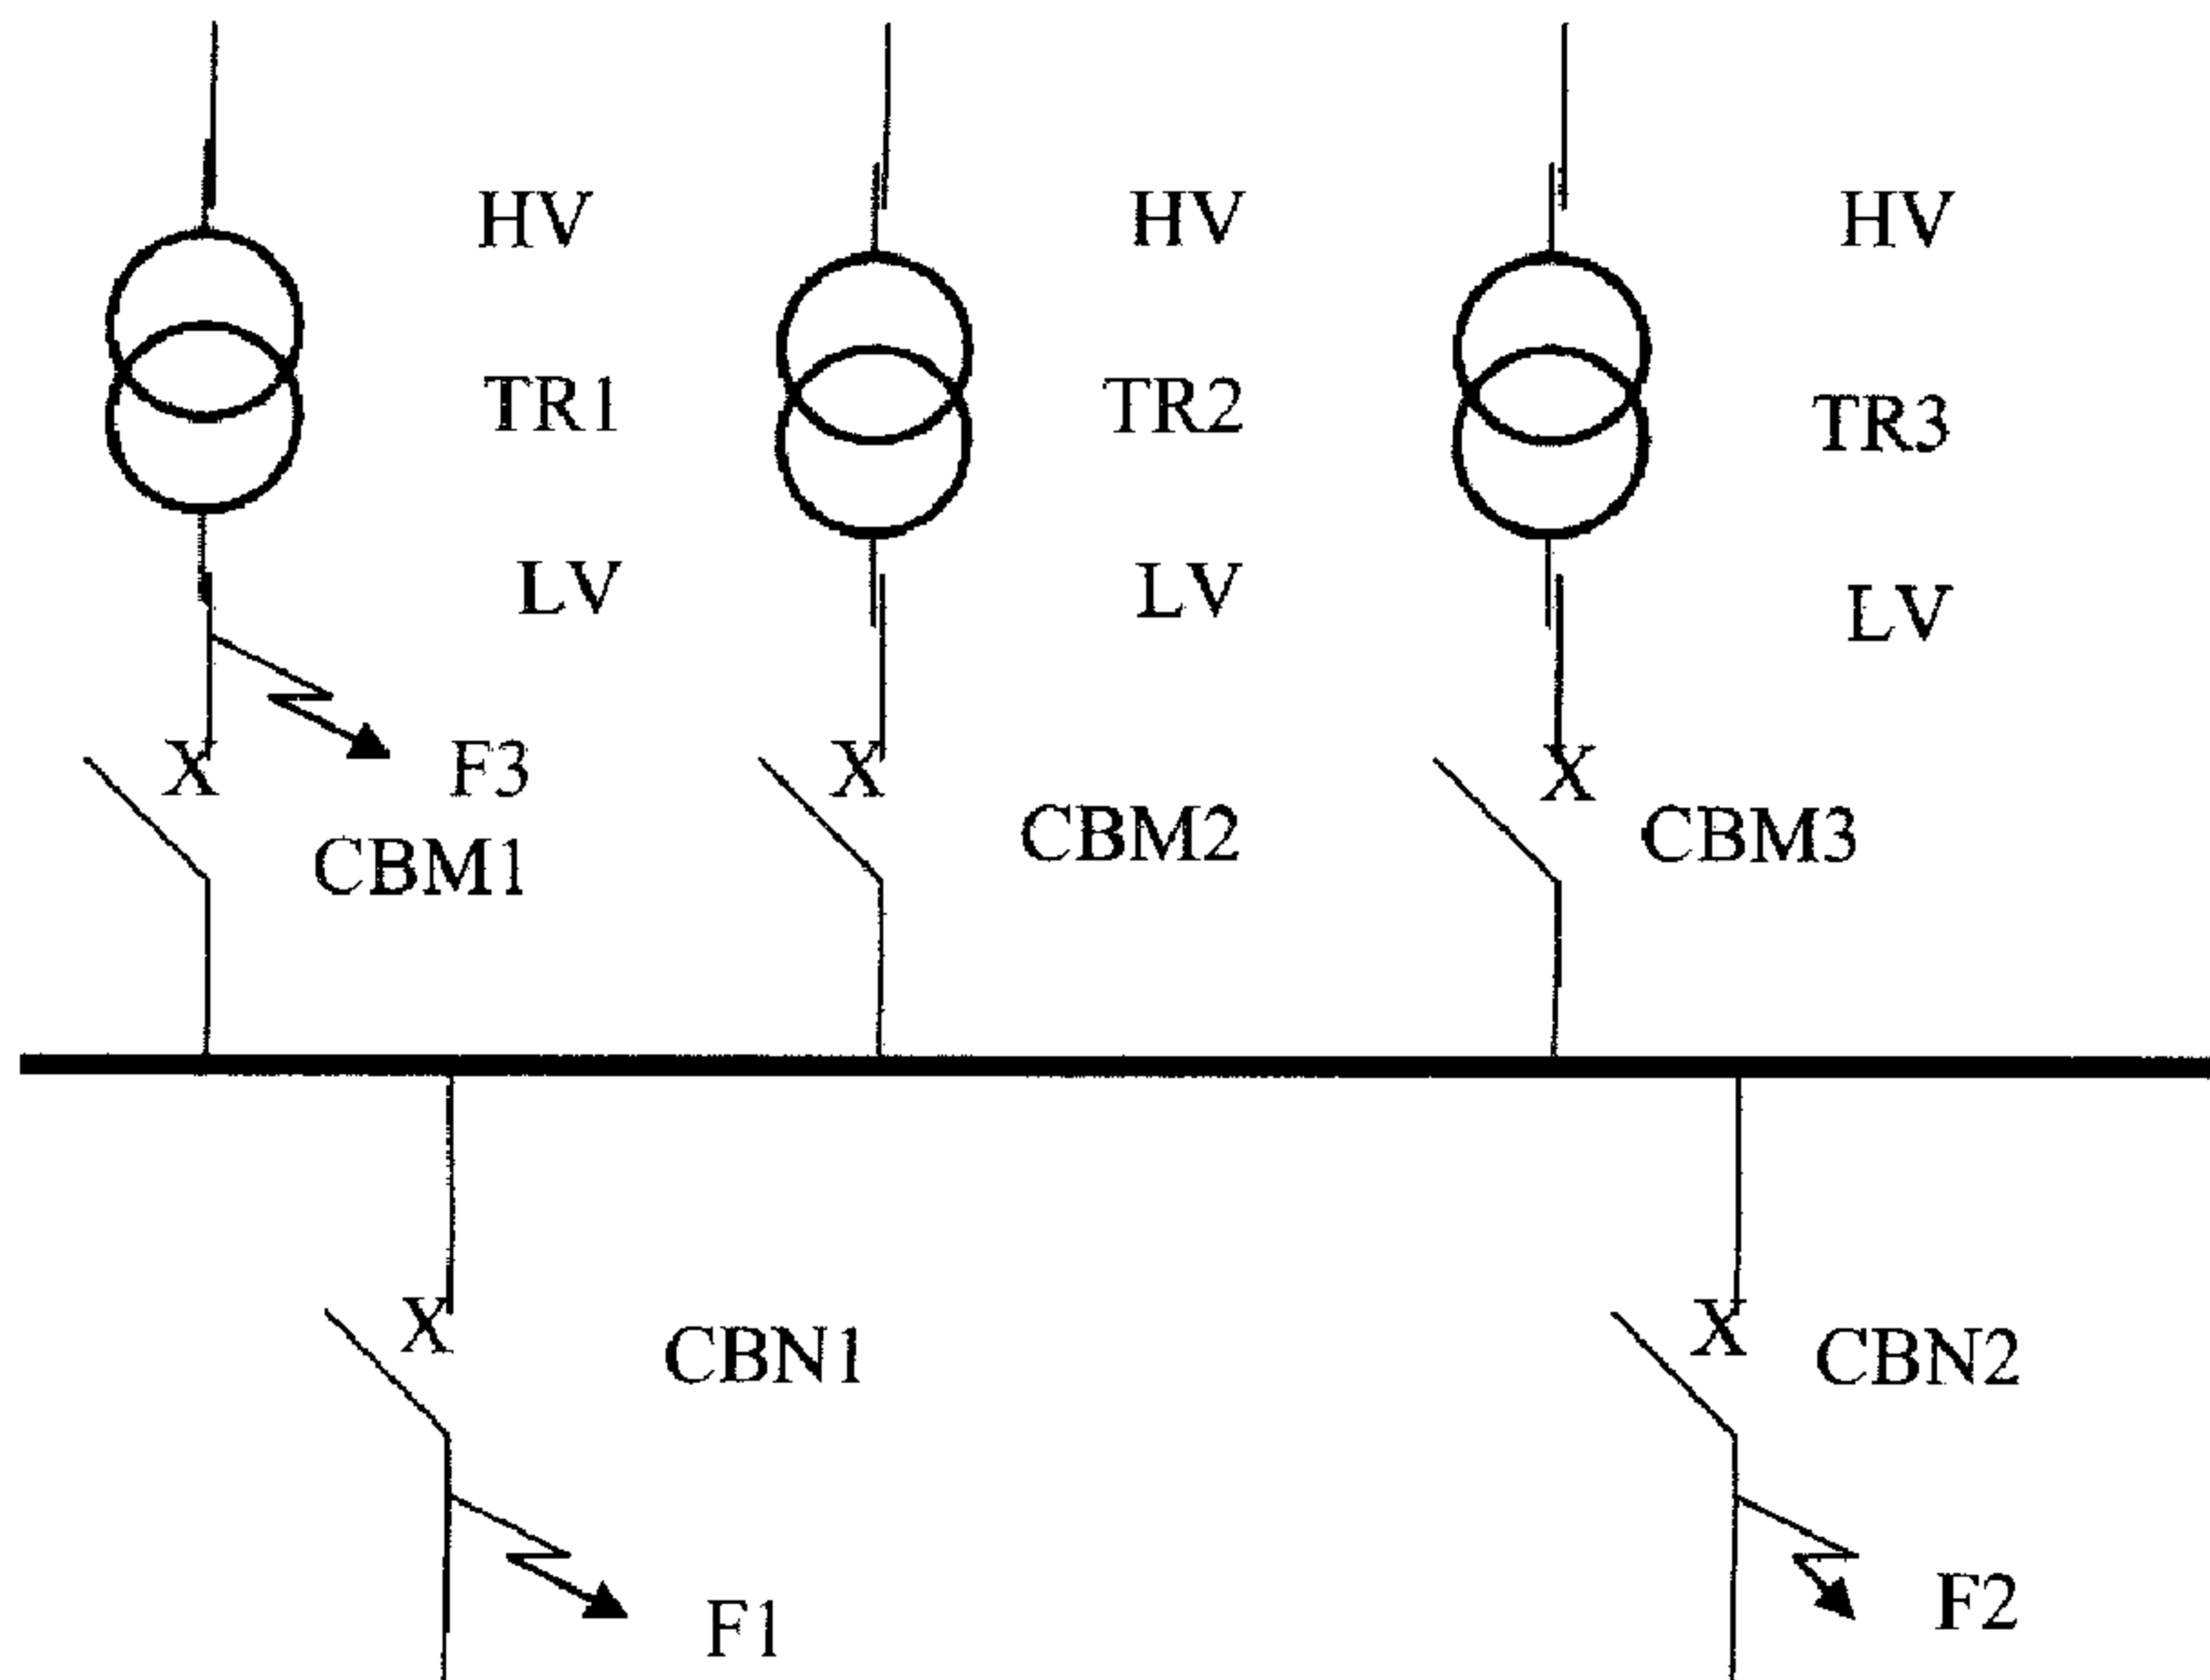 HV HV HV
TR1 TR2 TR3
LV LV LV
X F3 X X
CBM1 CBM2 CBM3
X CBN1 X CBN2
F1 F2